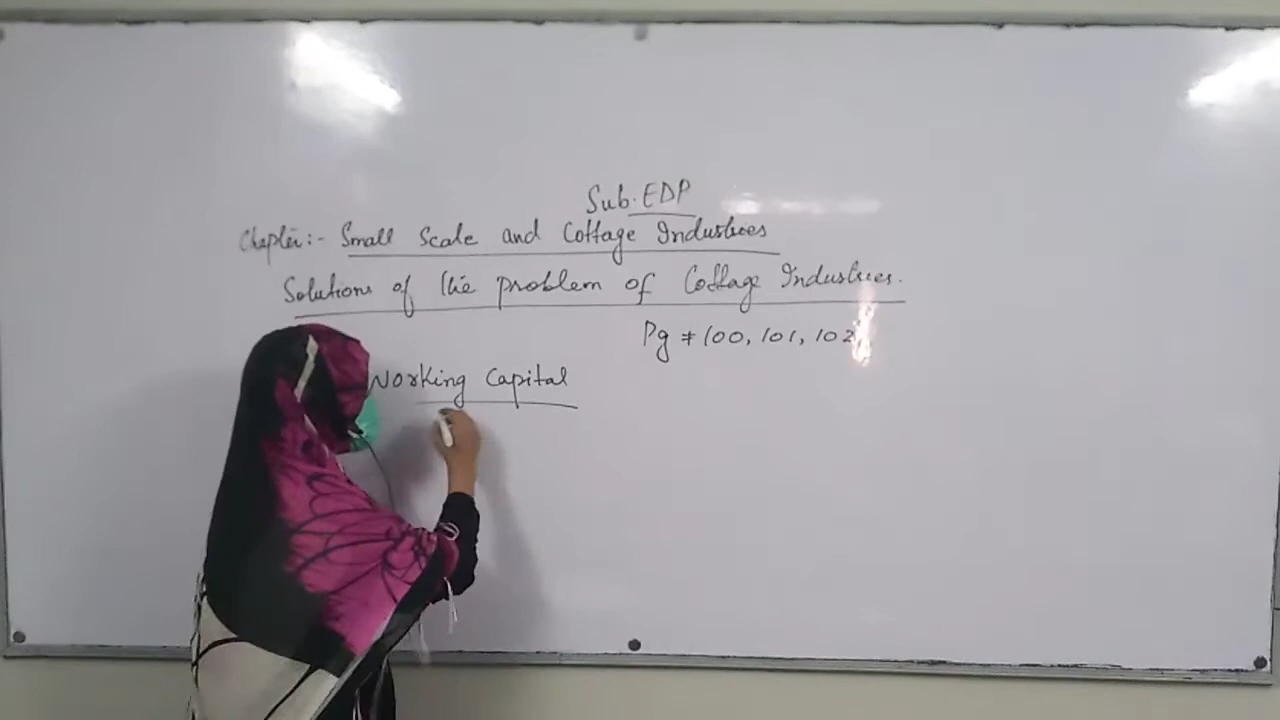 Sub. EDP
Chapter:- Small Scale and Cottage Industries
Solutions of the problem of Cottage Industries.
Pg # 100, 101, 102
Working Capital